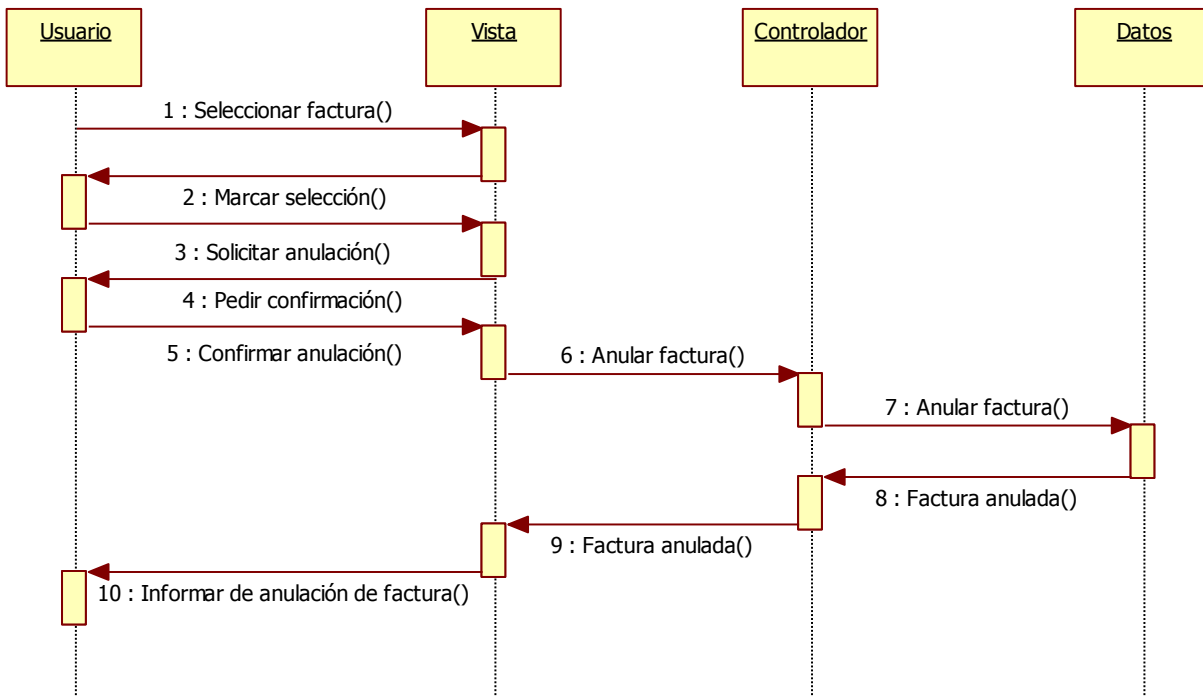 Usuario
Vista
Controlador
Datos
1 : Seleccionar factura()
2 : Marcar selección()
3 : Solicitar anulación()
4 : Pedir confirmación()
5 : Confirmar anulación()
6 : Anular factura()
7 : Anular factura()
8 : Factura anulada()
9 : Factura anulada()
10 : Informar de anulación de factura()